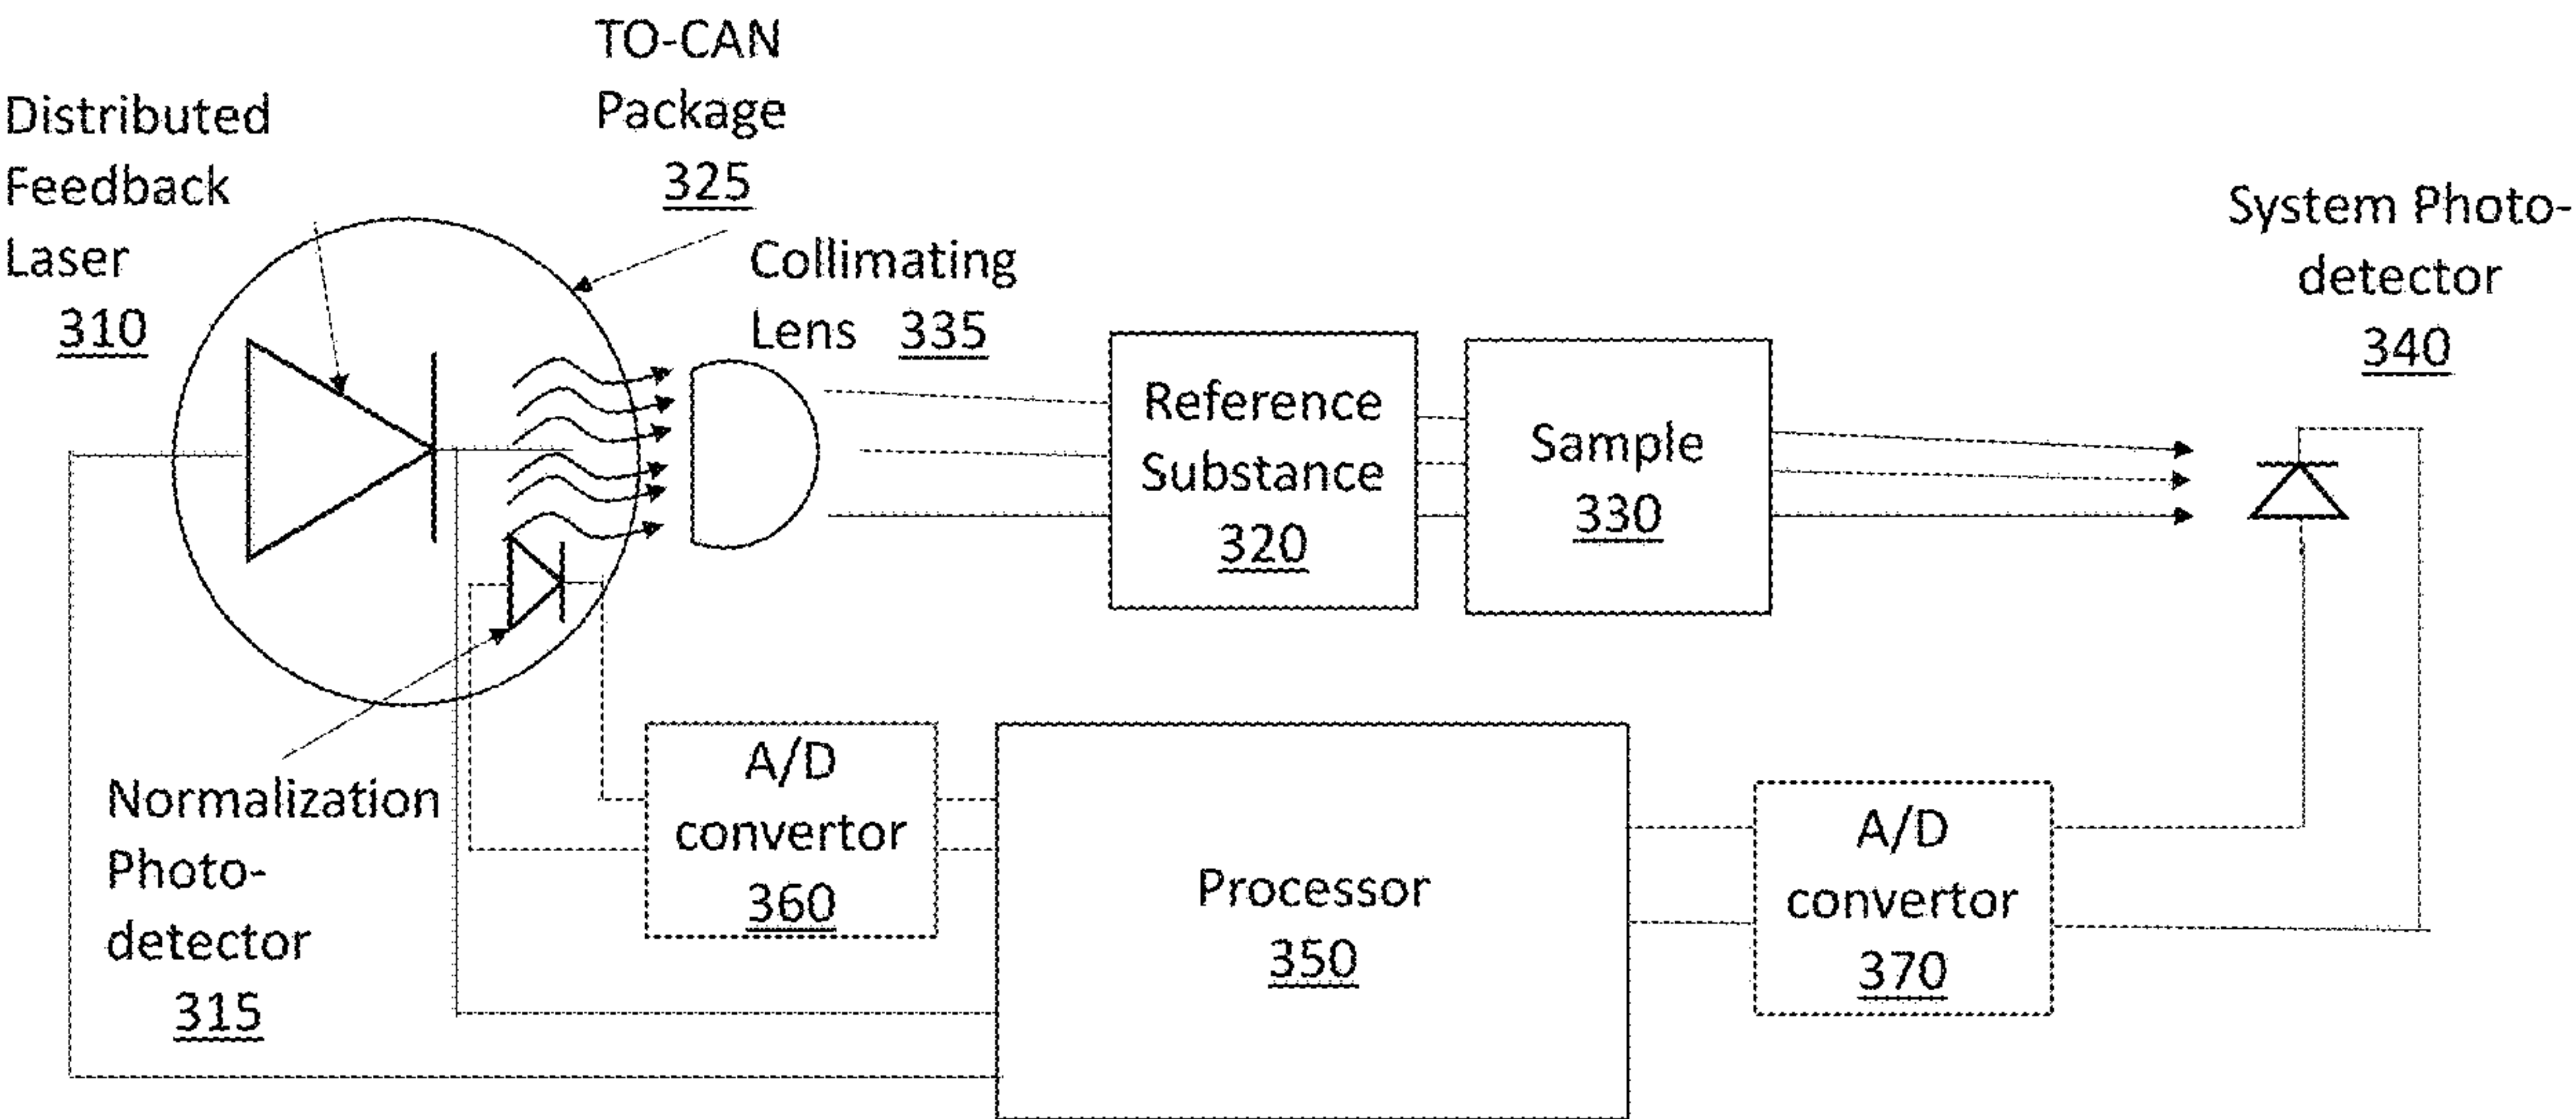 TO-CAN
Package
325
Distributed
Feedback
Laser
310
Collimating
Lens 335
System Photo-
detector
340
Reference
Substance
320
Sample
330
Normalization
Photo-
detector
315
A/D
convertor
360
Processor
350
A/D
convertor
370